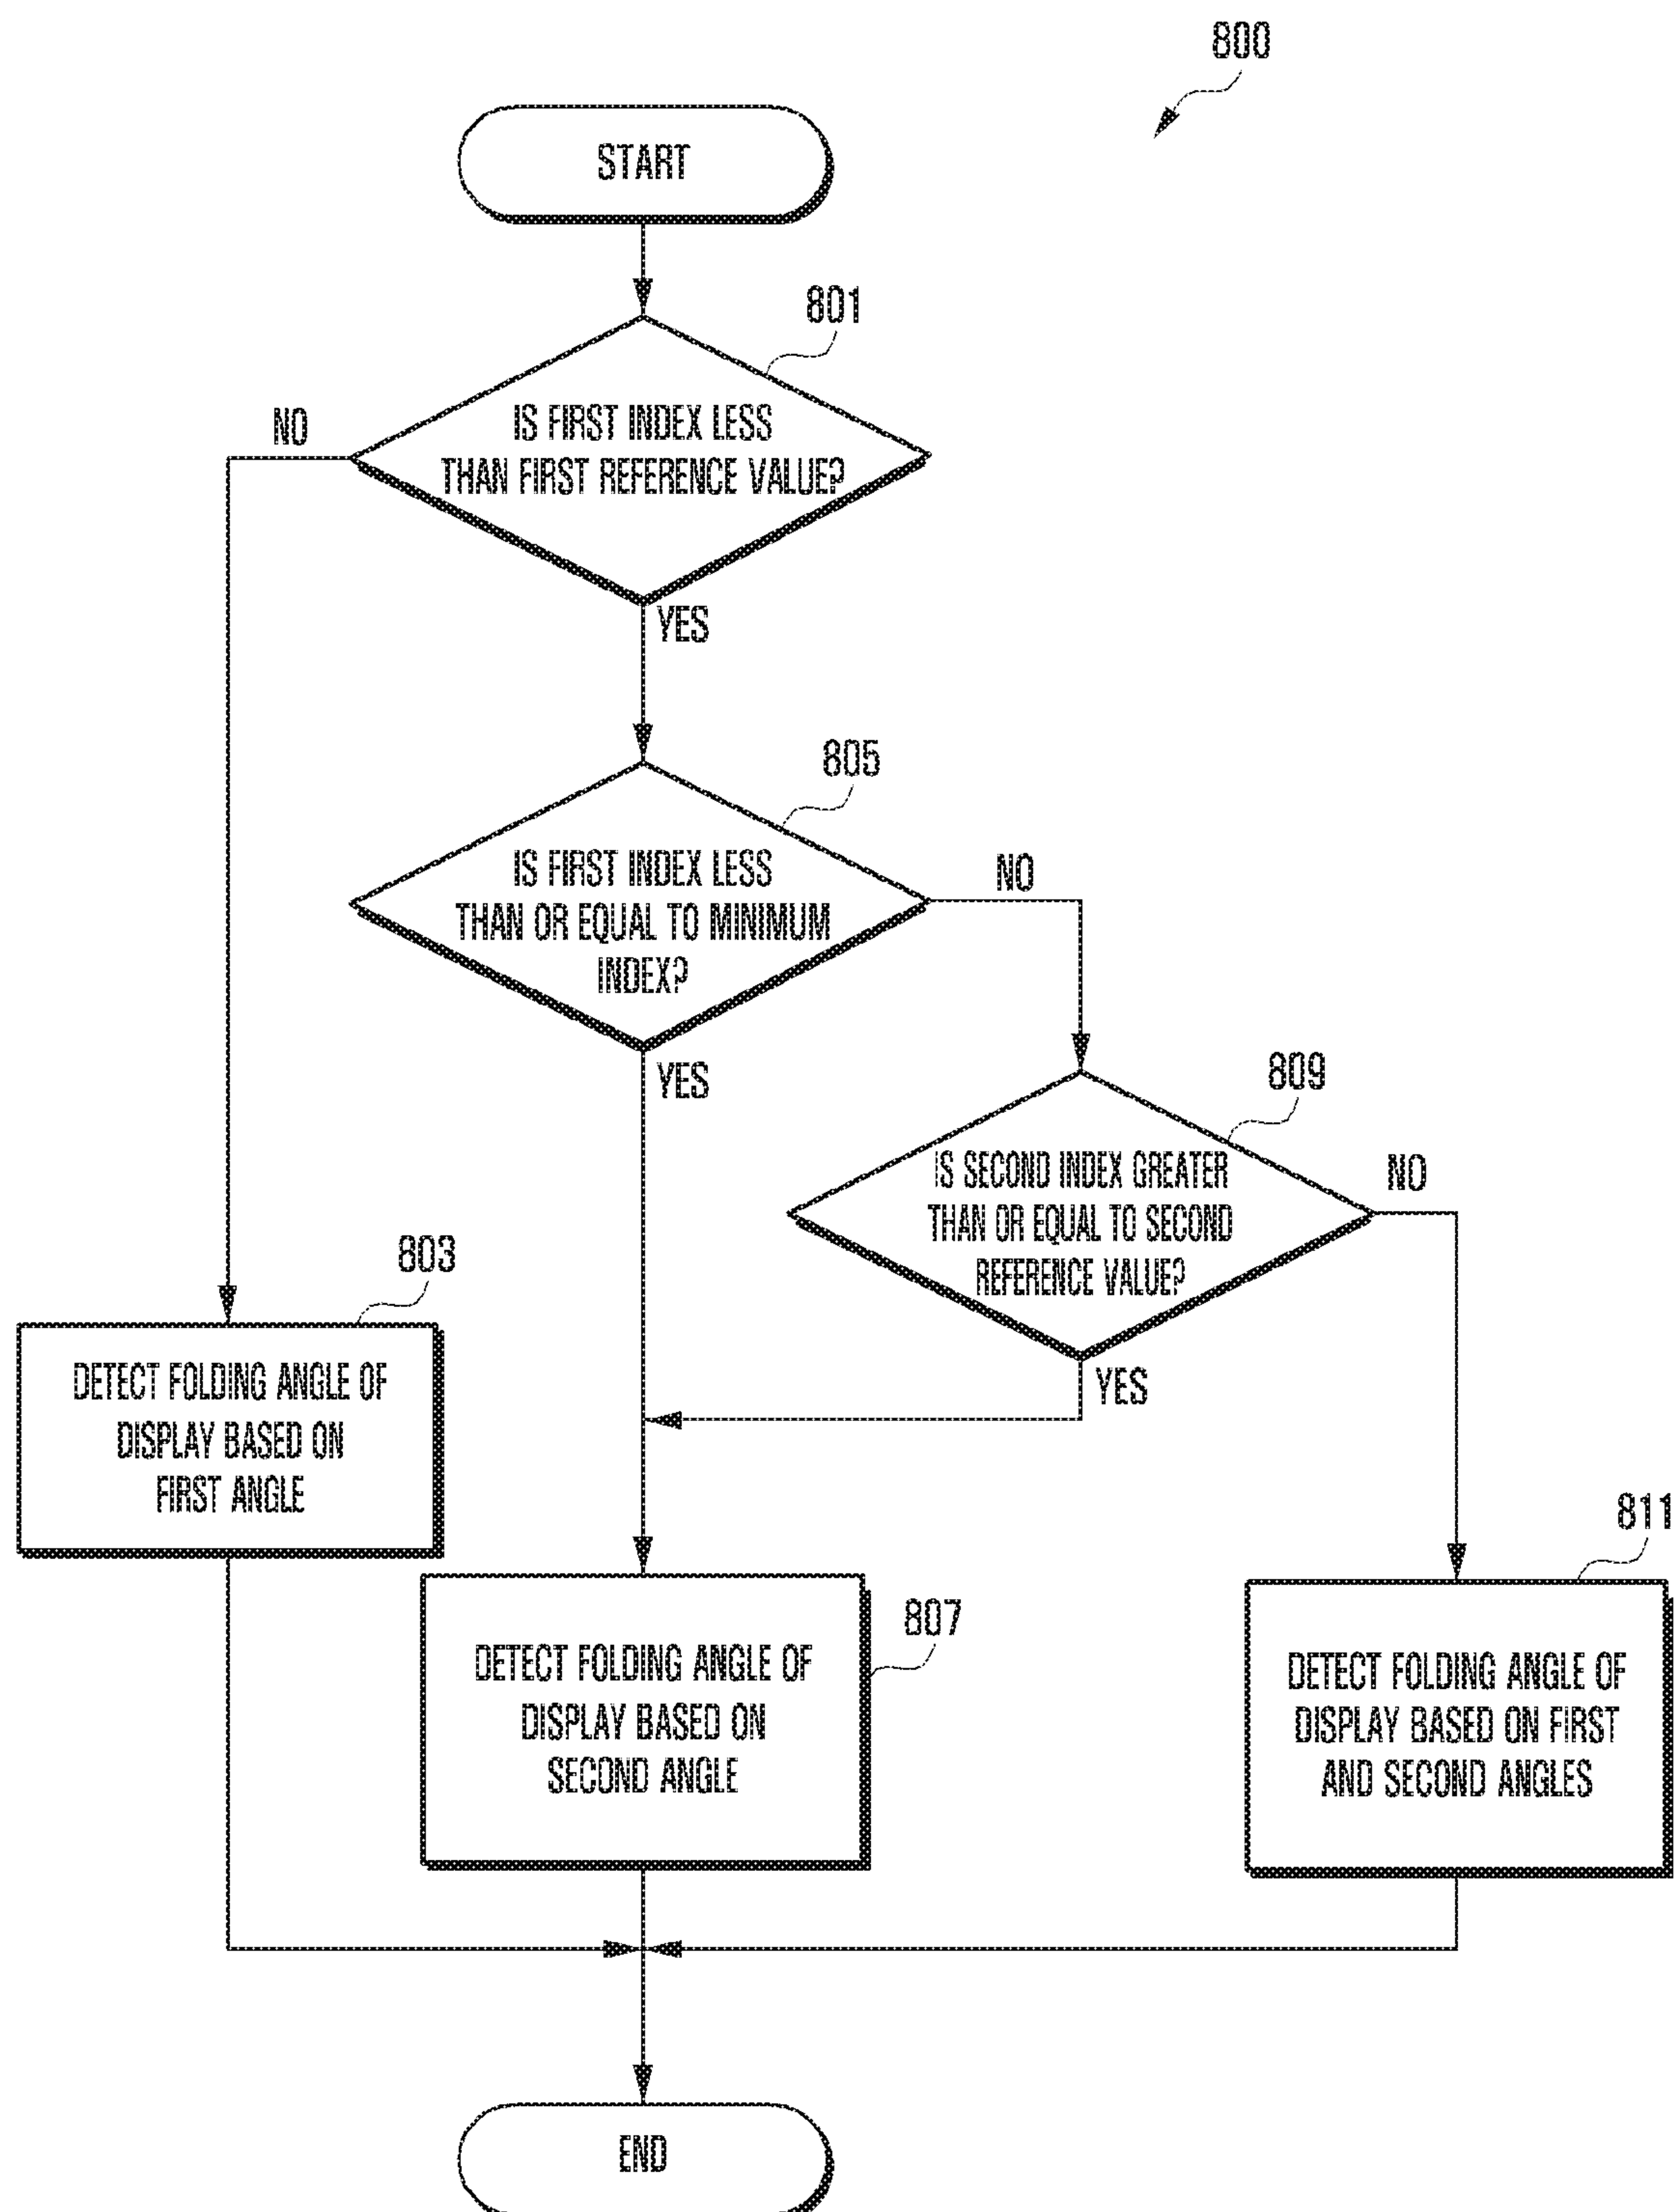 800
START
801
IS FIRST INDEX LESS
THAN FIRST REFERENCE VALUE?
NO
YES
805
IS FIRST INDEX LESS
THAN OR EQUAL TO MINIMUM
INDEX?
NO
YES
809
IS SECOND INDEX GREATER
THAN OR EQUAL TO SECOND
REFERENCE VALUE?
NO
YES
803
DETECT FOLDING ANGLE OF
DISPLAY BASED ON
FIRST ANGLE
807
DETECT FOLDING ANGLE OF
DISPLAY BASED ON
SECOND ANGLE
811
DETECT FOLDING ANGLE OF
DISPLAY BASED ON FIRST
AND SECOND ANGLES
END